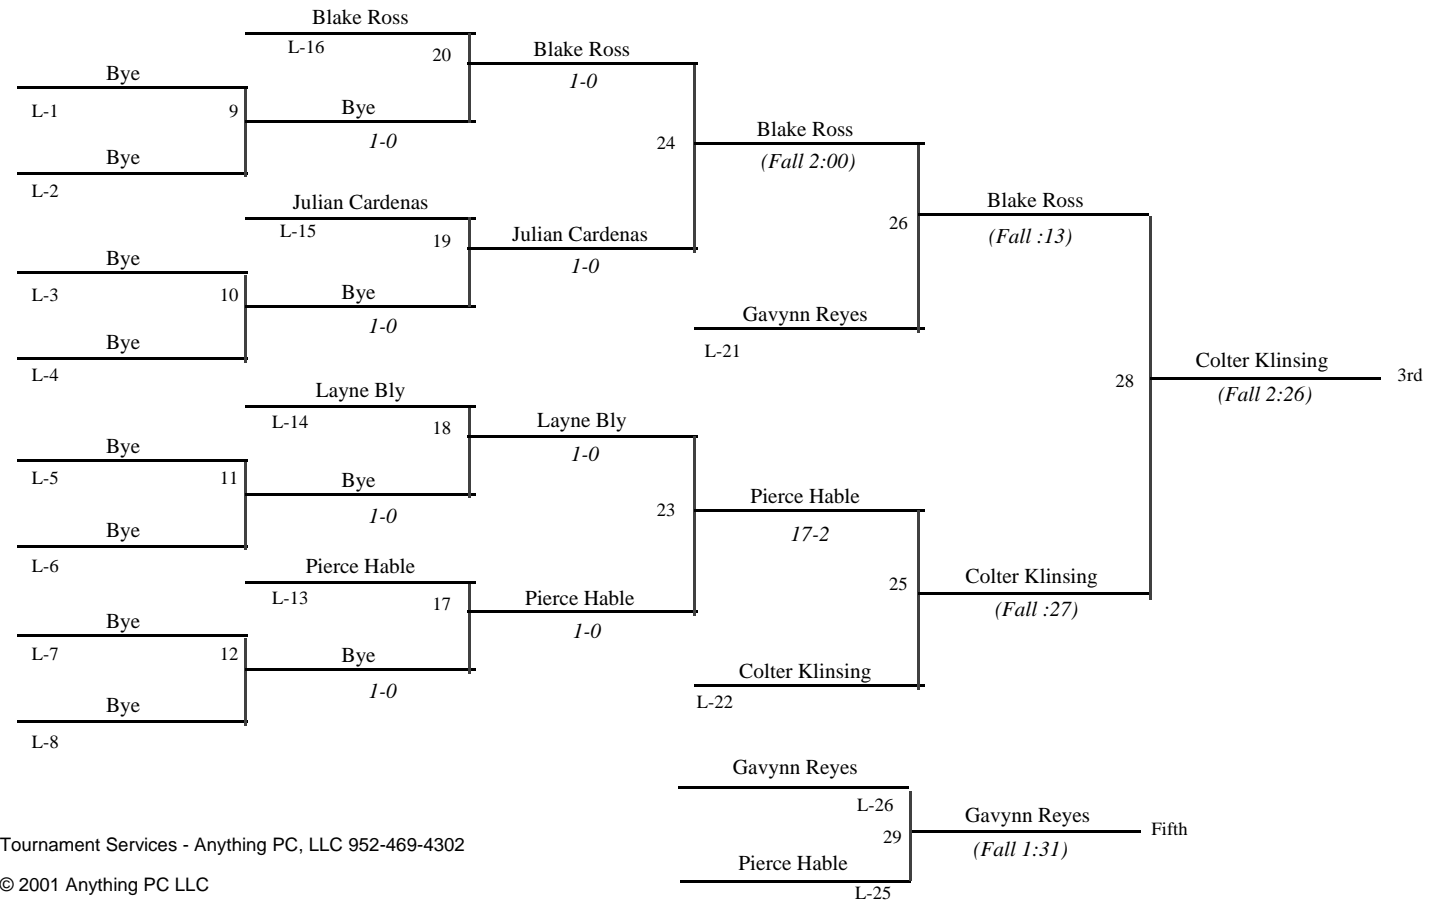 Blake Ross
L-16
20
Blake Ross
1-0
Bye
L-1
9
Bye
1-0
24
Blake Ross
(Fall 2:00)
Bye
L-2
Julian Cardenas
L-15
19
Julian Cardenas
1-0
26
Blake Ross
(Fall :13)
Bye
L-3
10
Bye
1-0
Gavynn Reyes
L-21
Bye
L-4
28
Colter Klinsing
3rd
(Fall 2:26)
Layne Bly
L-14
18
Layne Bly
1-0
Bye
L-5
11
Bye
1-0
23
Pierce Hable
17-2
Bye
L-6
Pierce Hable
L-13
17
Pierce Hable
1-0
25
Colter Klinsing
(Fall :27)
Bye
L-7
12
Bye
1-0
Colter Klinsing
L-22
Bye
L-8
Gavynn Reyes
L-26
29
Gavynn Reyes
Fifth
(Fall 1:31)
Pierce Hable
L-25
Tournament Services - Anything PC, LLC 952-469-4302
© 2001 Anything PC LLC